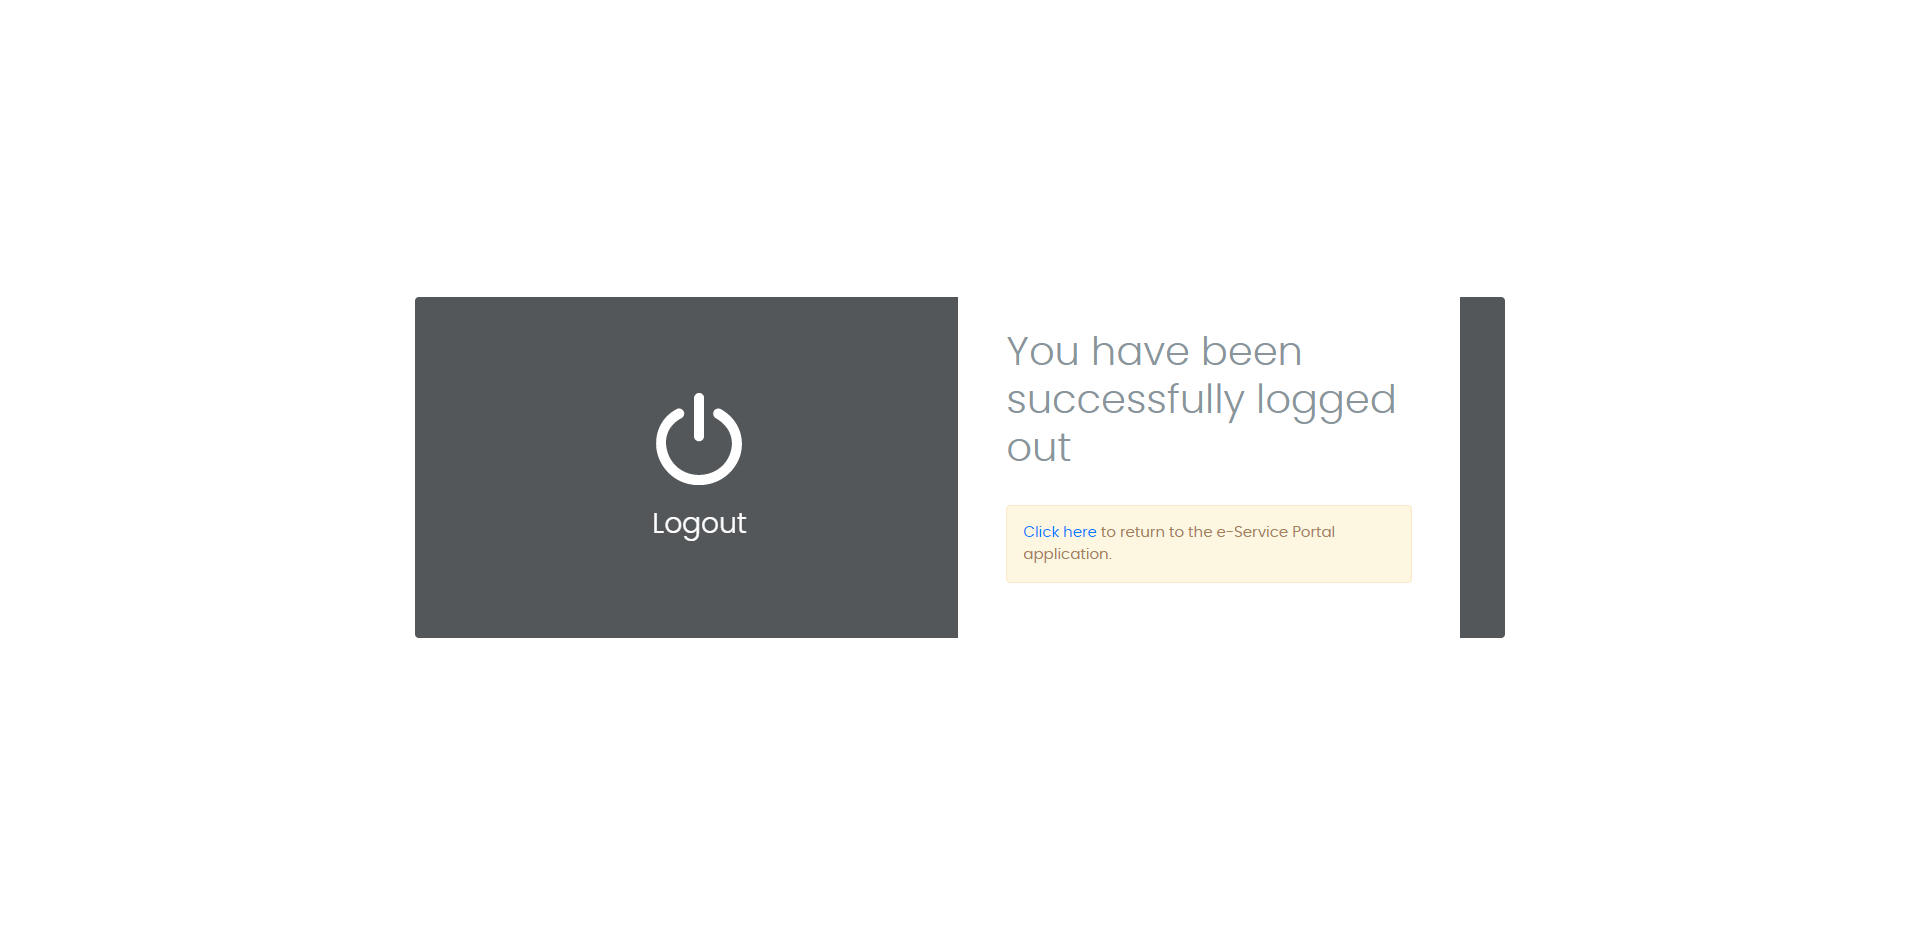 Logout
You have been
successfully logged
out
Click here to return to the e-Service Portal
application.